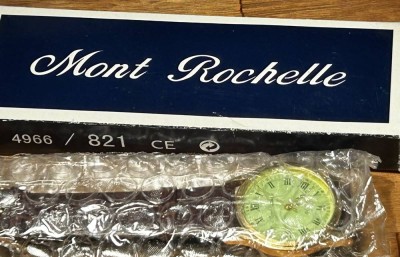 Mont Rochelle
4966 / 821 CE